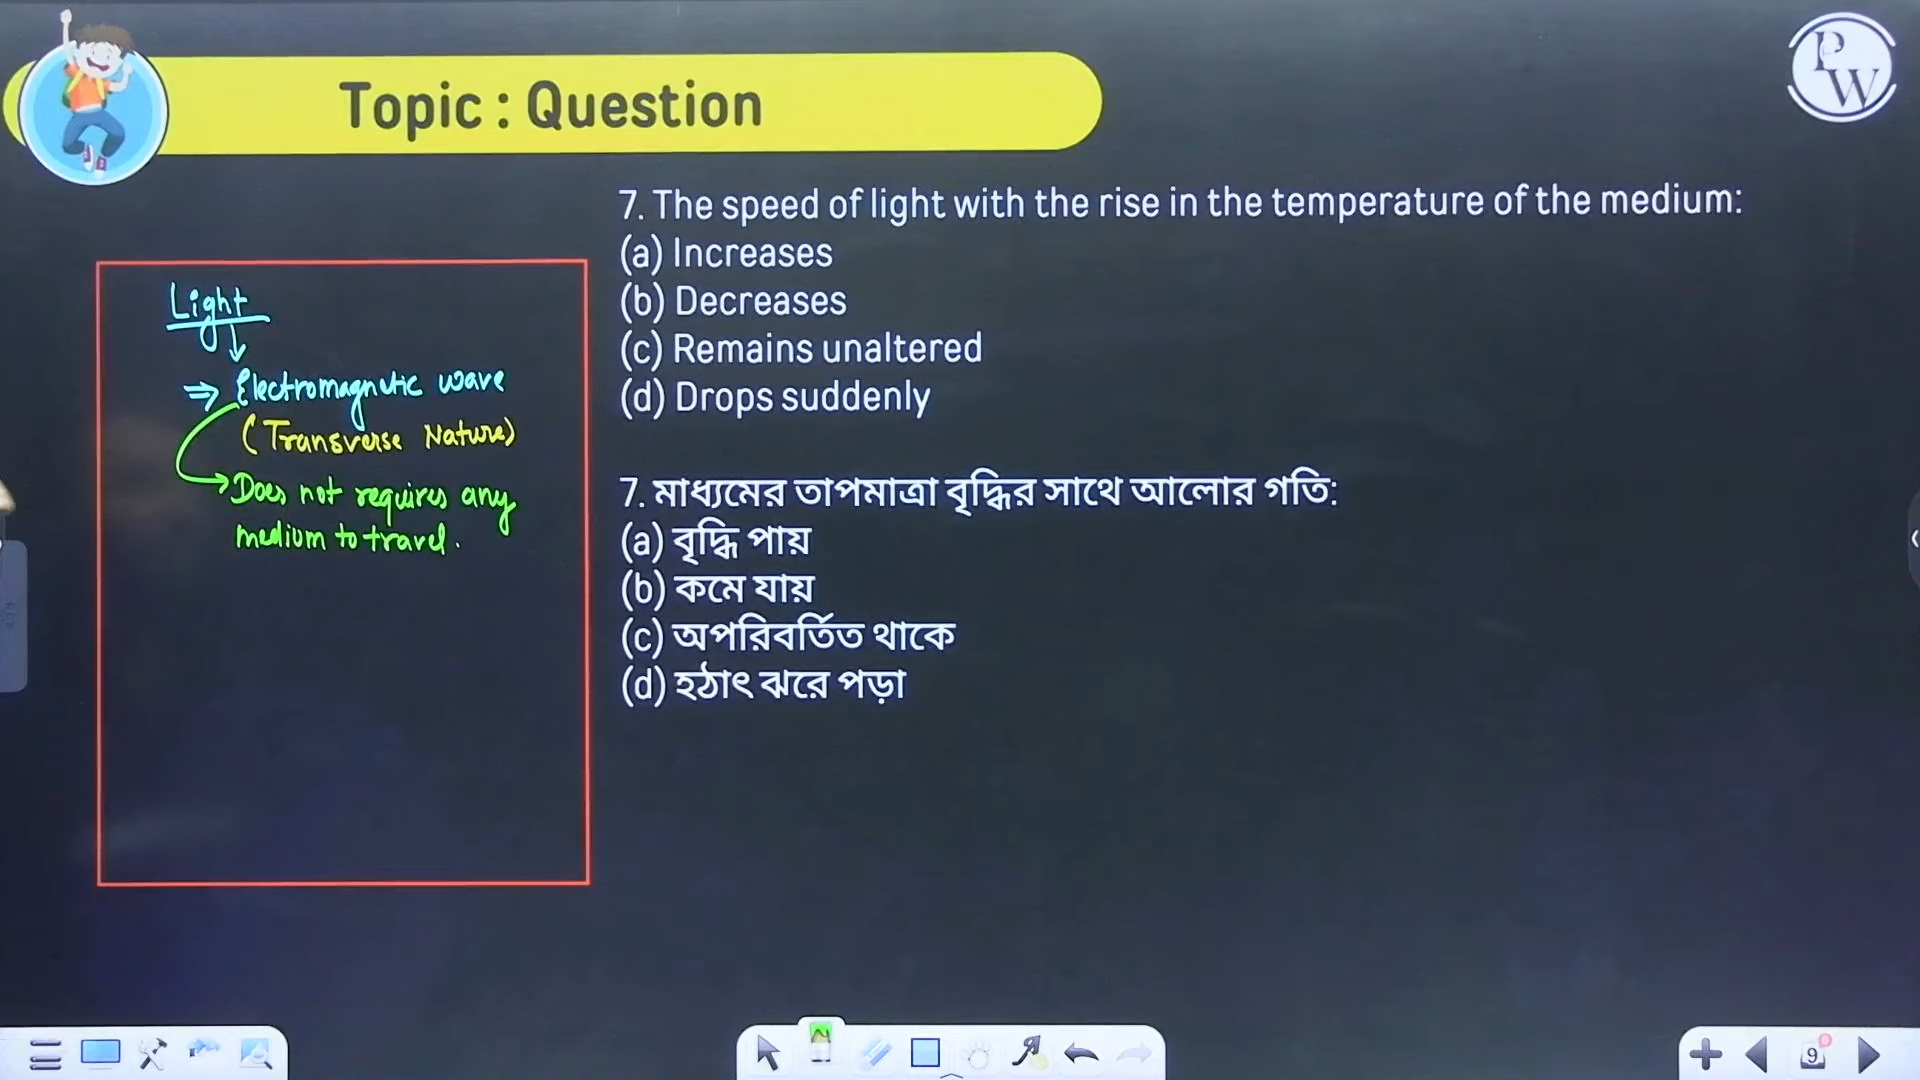 Topic : Question
PW
7. The speed of light with the rise in the temperature of the medium:
(a) Increases
(b) Decreases
(c) Remains unaltered
(d) Drops suddenly
Light
⇒ Electromagnetic wave
(Transverse Nature)
→ Does not requires any
medium to travel.
7. মাধ্যমের তাপমাত্রা বৃদ্ধির সাথে আলোর গতি:
(a) বৃদ্ধি পায়
(b) কমে যায়
(c) অপরিবর্তিত থাকে
(d) হঠাৎ ঝরে পড়া
9